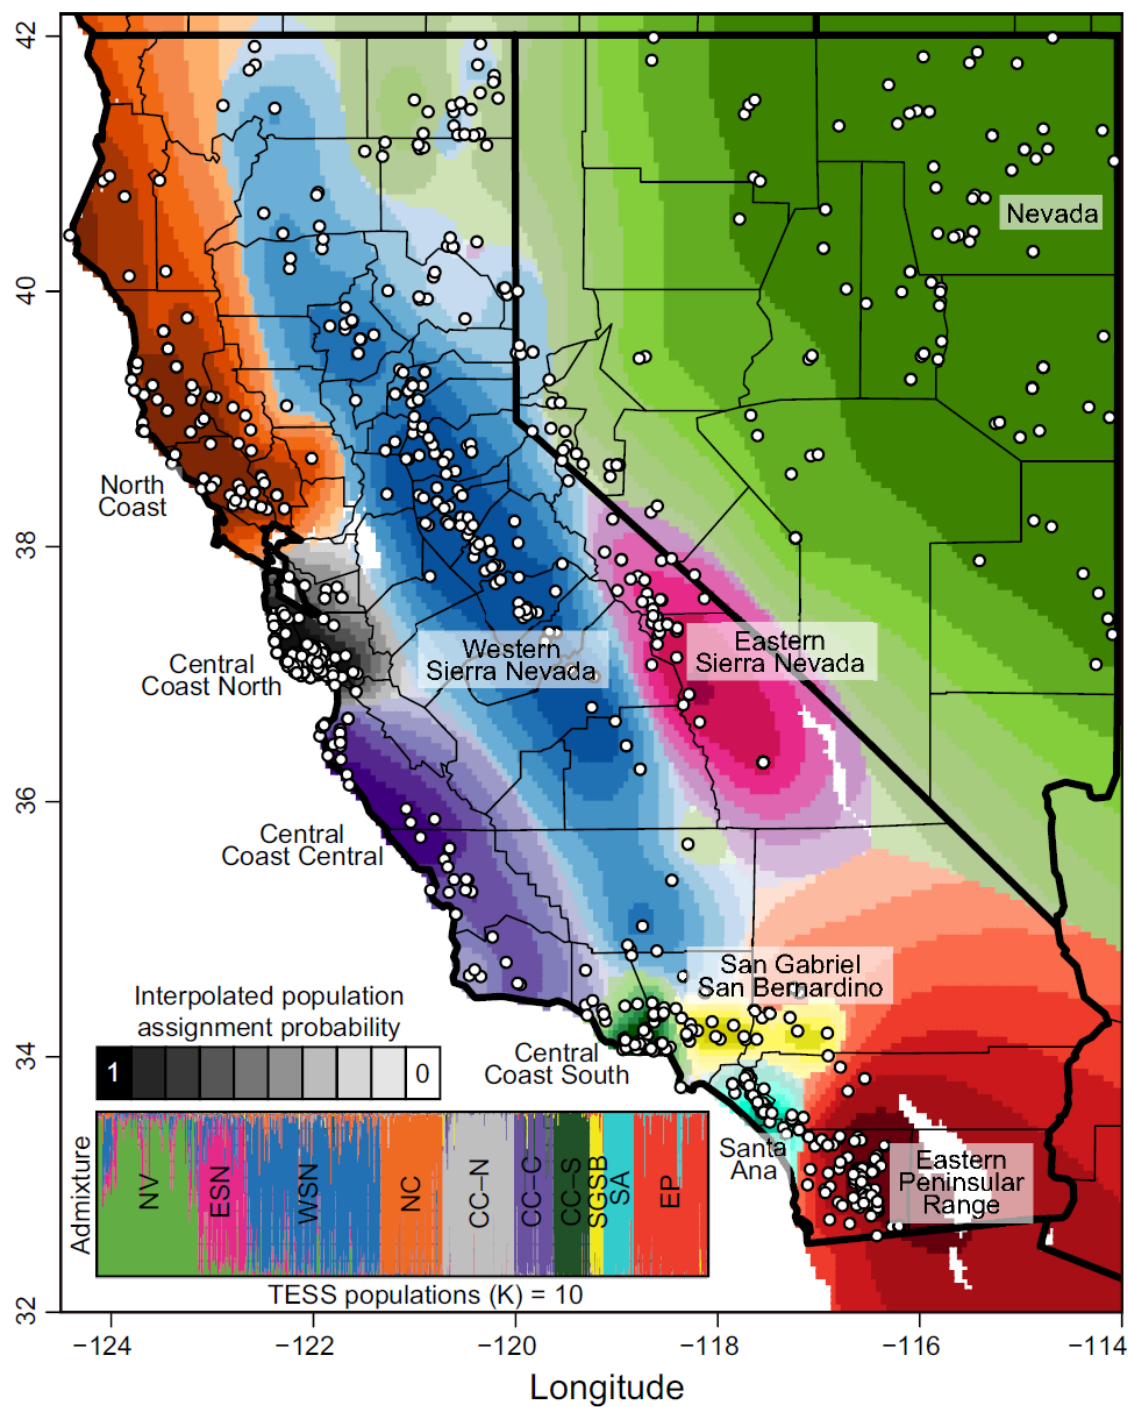 42
40
38
36
34
32
Nevada
North
Coast
Western
Sierra Nevada
Eastern
Sierra Nevada
Central
Coast North
Central
Coast Central
San Gabriel
San Bernardino
Interpolated population
assignment probability
1
0
Central
Coast South
Santa
Ana
Eastern
Peninsular
Range
Admixture
NV
ESN
WSN
NC
CC–N
CC–C
CC–S
SGSB
SA
EP
TESS populations (K) = 10
−124
−122
−120
−118
−116
−114
Longitude